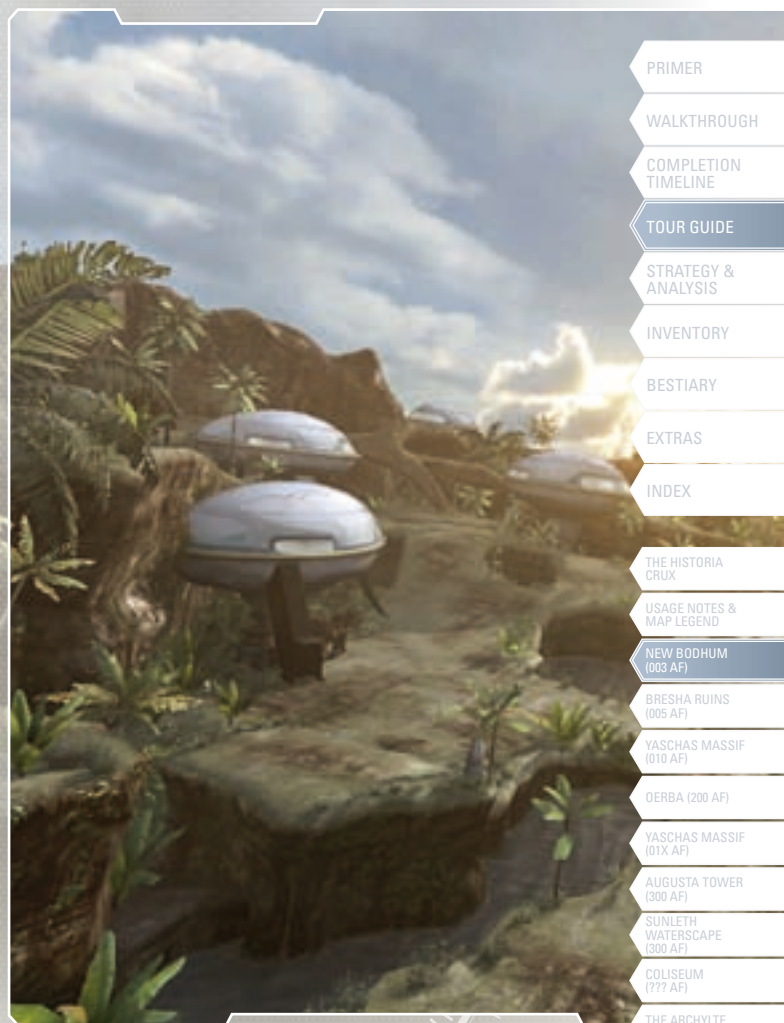 PRIMER
WALKTHROUGH
COMPLETION
TIMELINE
TOUR GUIDE
STRATEGY &
ANALYSIS
INVENTORY
BESTIARY
EXTRAS
INDEX
THE HISTORIA
CRUX
USAGE NOTES &
MAP LEGEND
NEW BODHUM
(003 AF)
BRESHA RUINS
(005 AF)
YASCHAS MASSIF
(010 AF)
OERBA (200 AF)
YASCHAS MASSIF
(01X AF)
AUGUSTA TOWER
(300 AF)
SUNLETH
WATERSCAPE
(300 AF)
COLISEUM
(??? AF)
THE ARCHYLTE